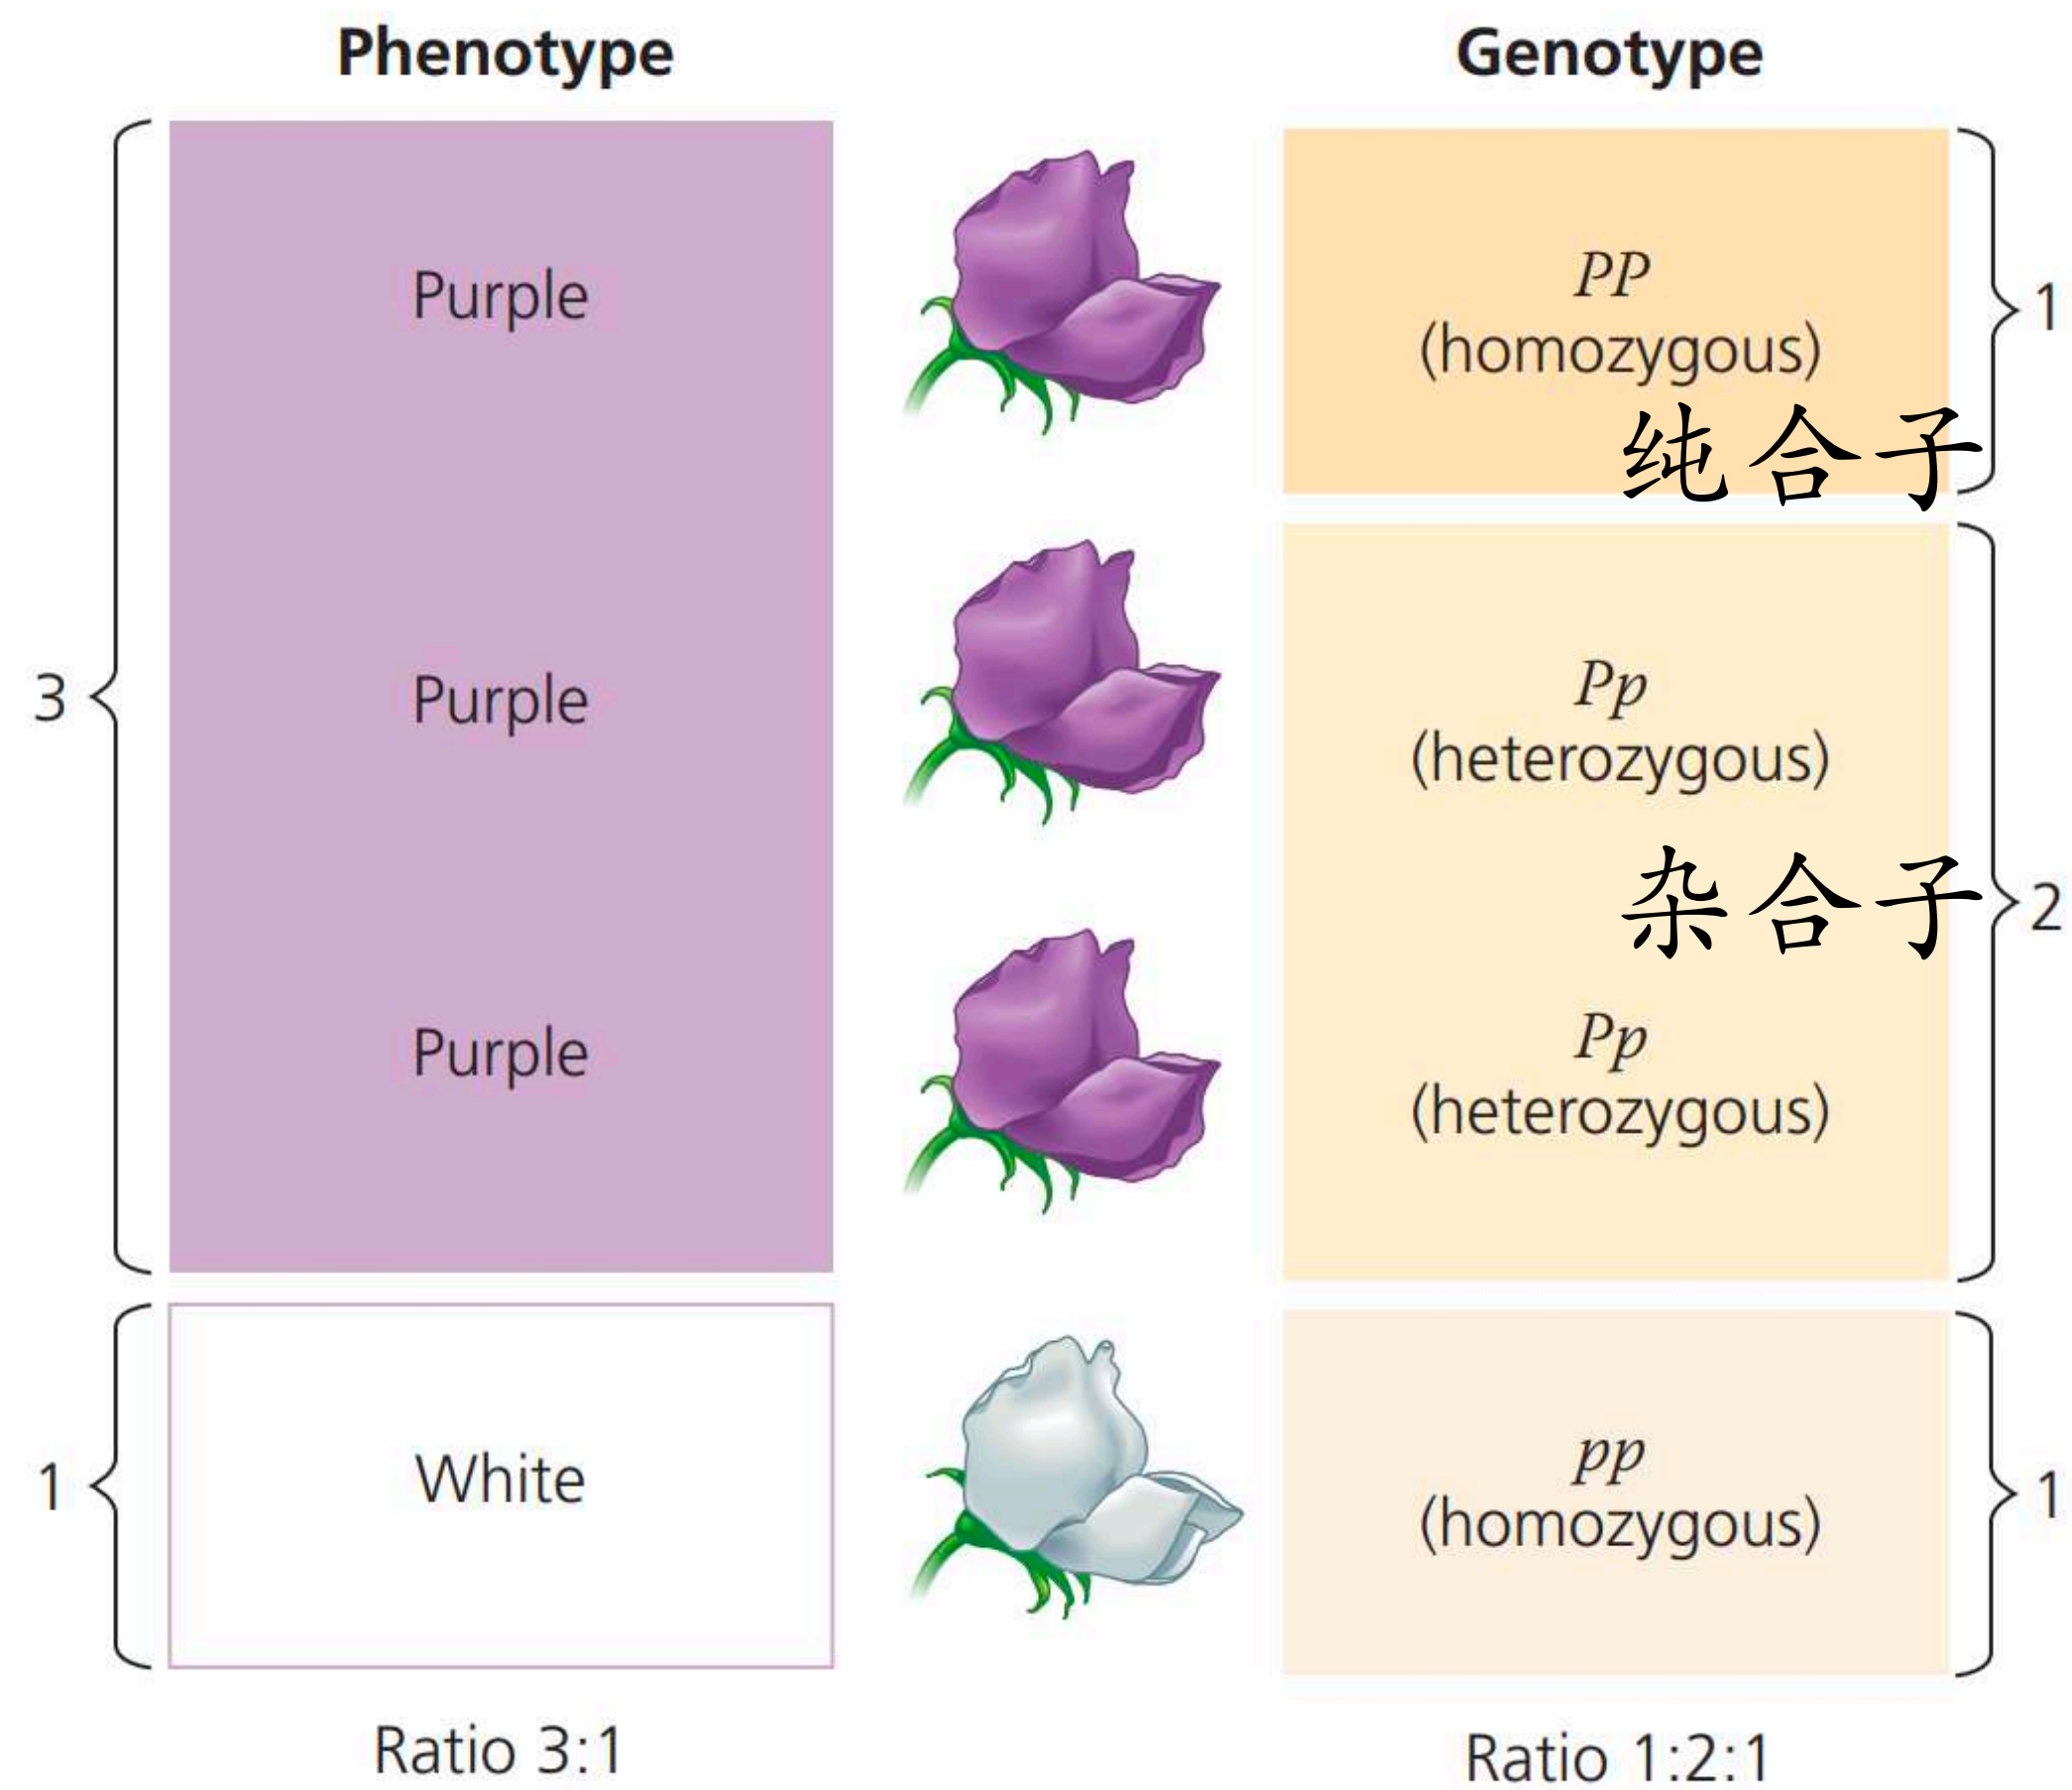 Phenotype
Genotype
Purple
PP
(homozygous)
纯合子
1
3
Purple
Pp
(heterozygous)
杂合子
2
Purple
Pp
(heterozygous)
1
White
pp
(homozygous)
1
Ratio 3:1
Ratio 1:2:1